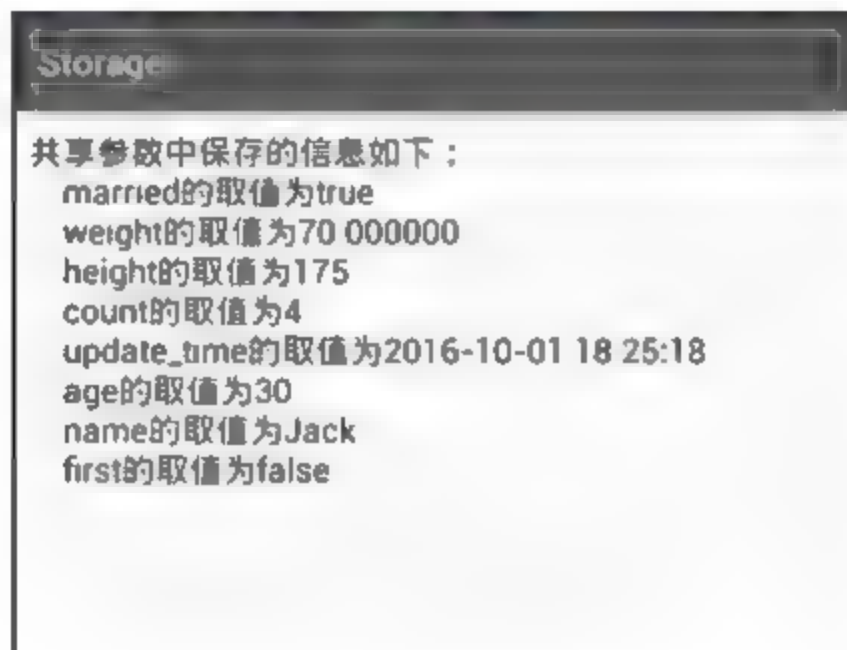 Storage
共享参数中保存的信息如下：
married的取值为true
weight的取值为70 000000
height的取值为175
count的取值为4
update_time的取值为2016-10-01 18 25:18
age的取值为30
name的取值为Jack
first的取值为false